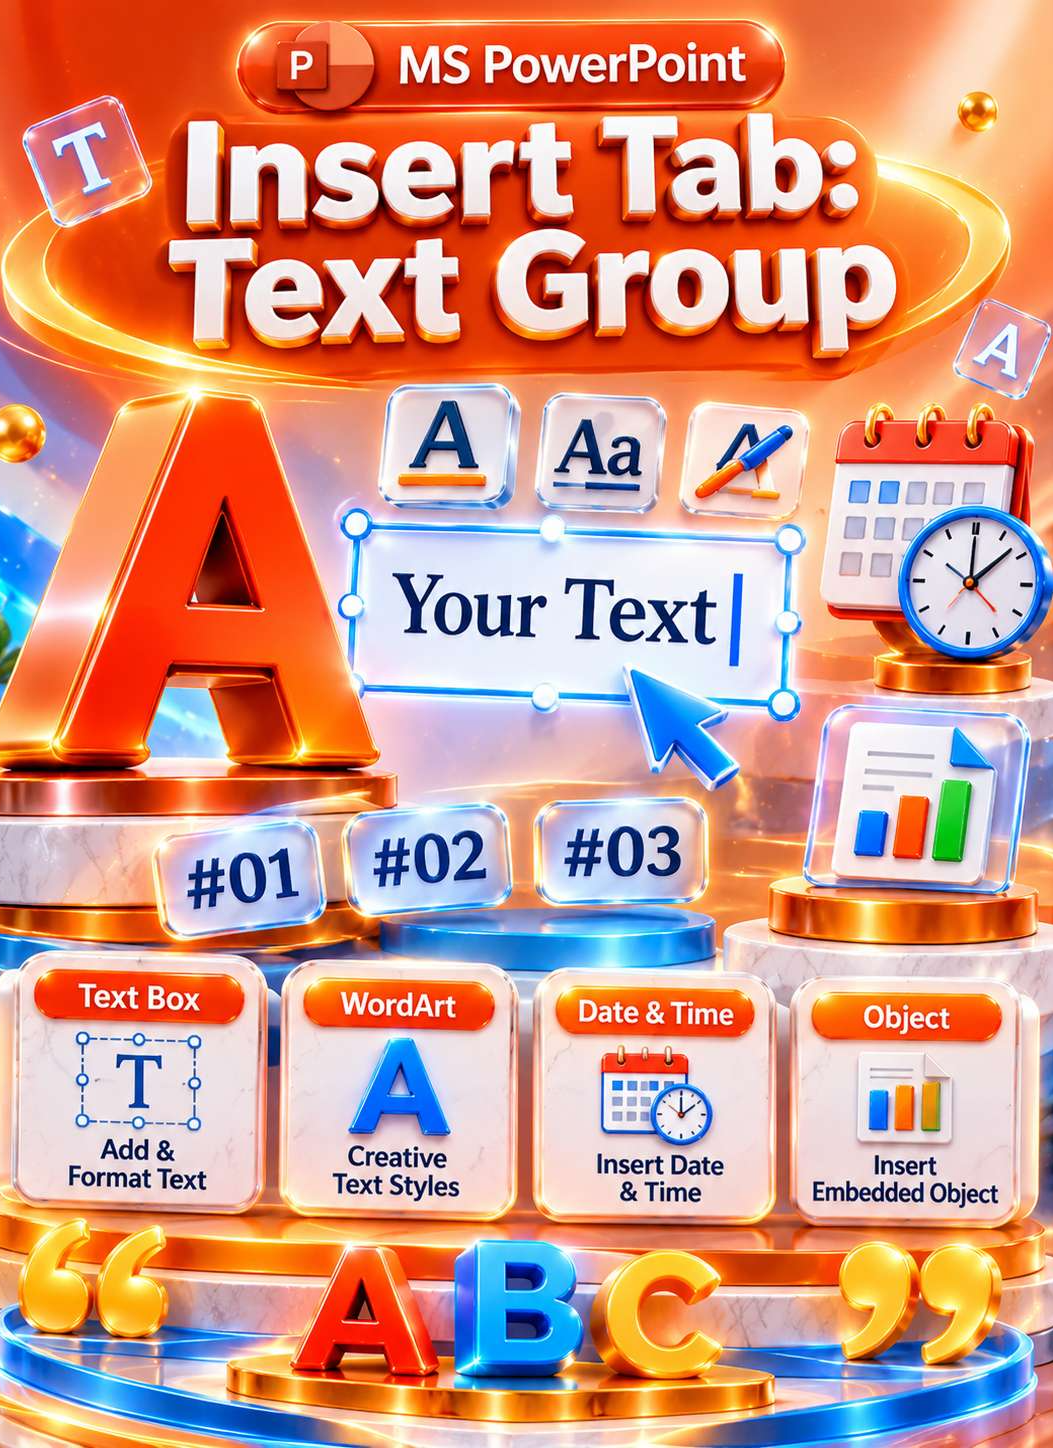 P MS PowerPoint
T
Insert Tab:
Text Group
A
A
A Aa A
Your Text
#01 #02 #03
Text Box
T
Add &
Format Text
WordArt
A
Creative
Text Styles
Date & Time
Insert Date
& Time
Object
Insert
Embedded Object
“ ABC ”